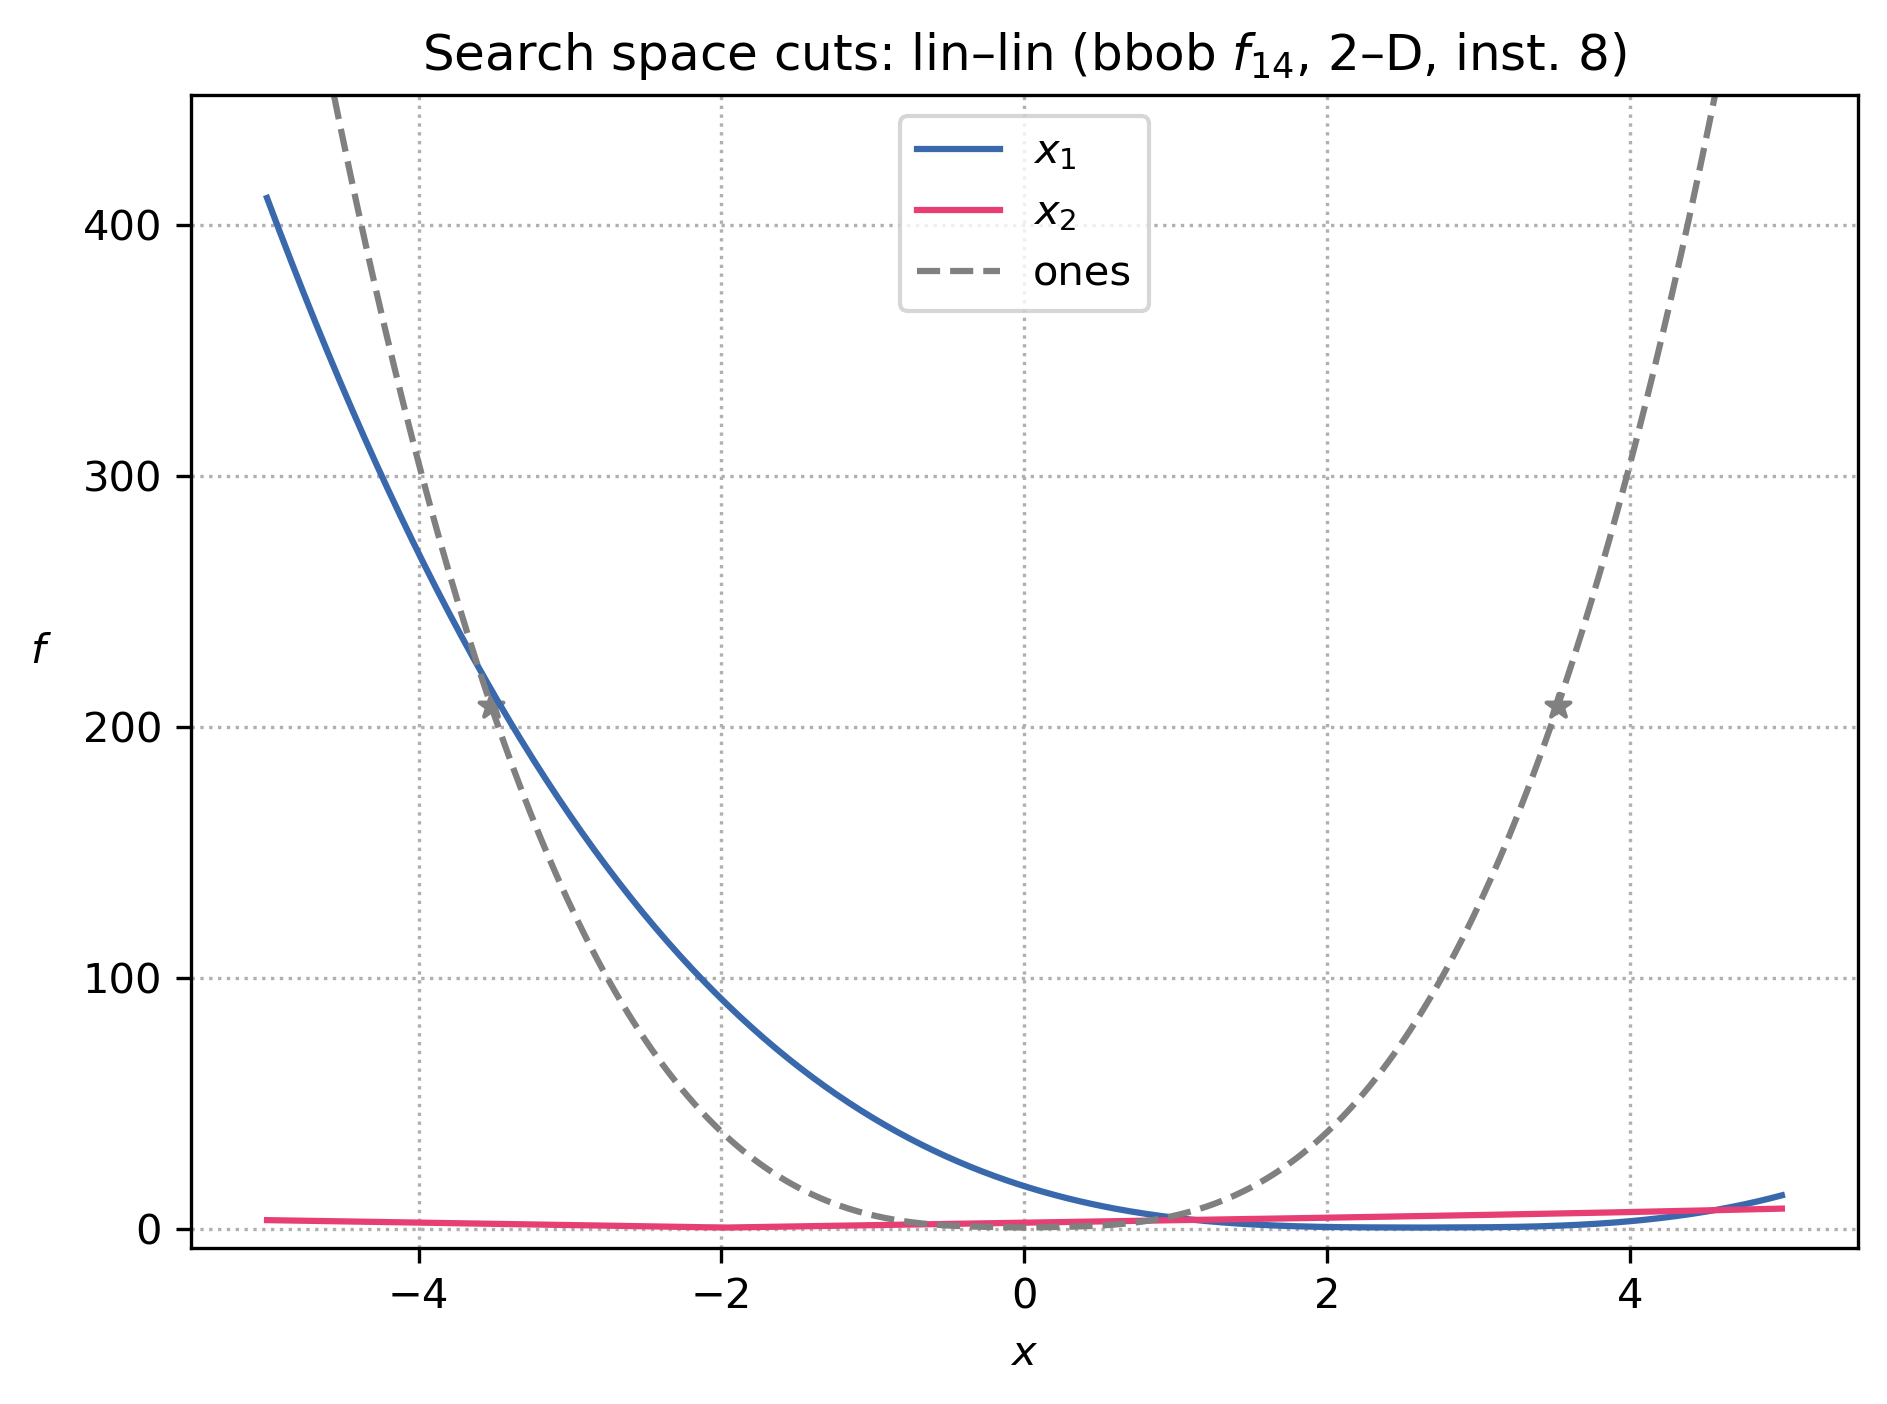 Search space cuts: lin–lin (bbob f₁₄, 2–D, inst. 8)
x₁
x₂
ones
400
300
200
100
0
f
−4
−2
0
2
4
x